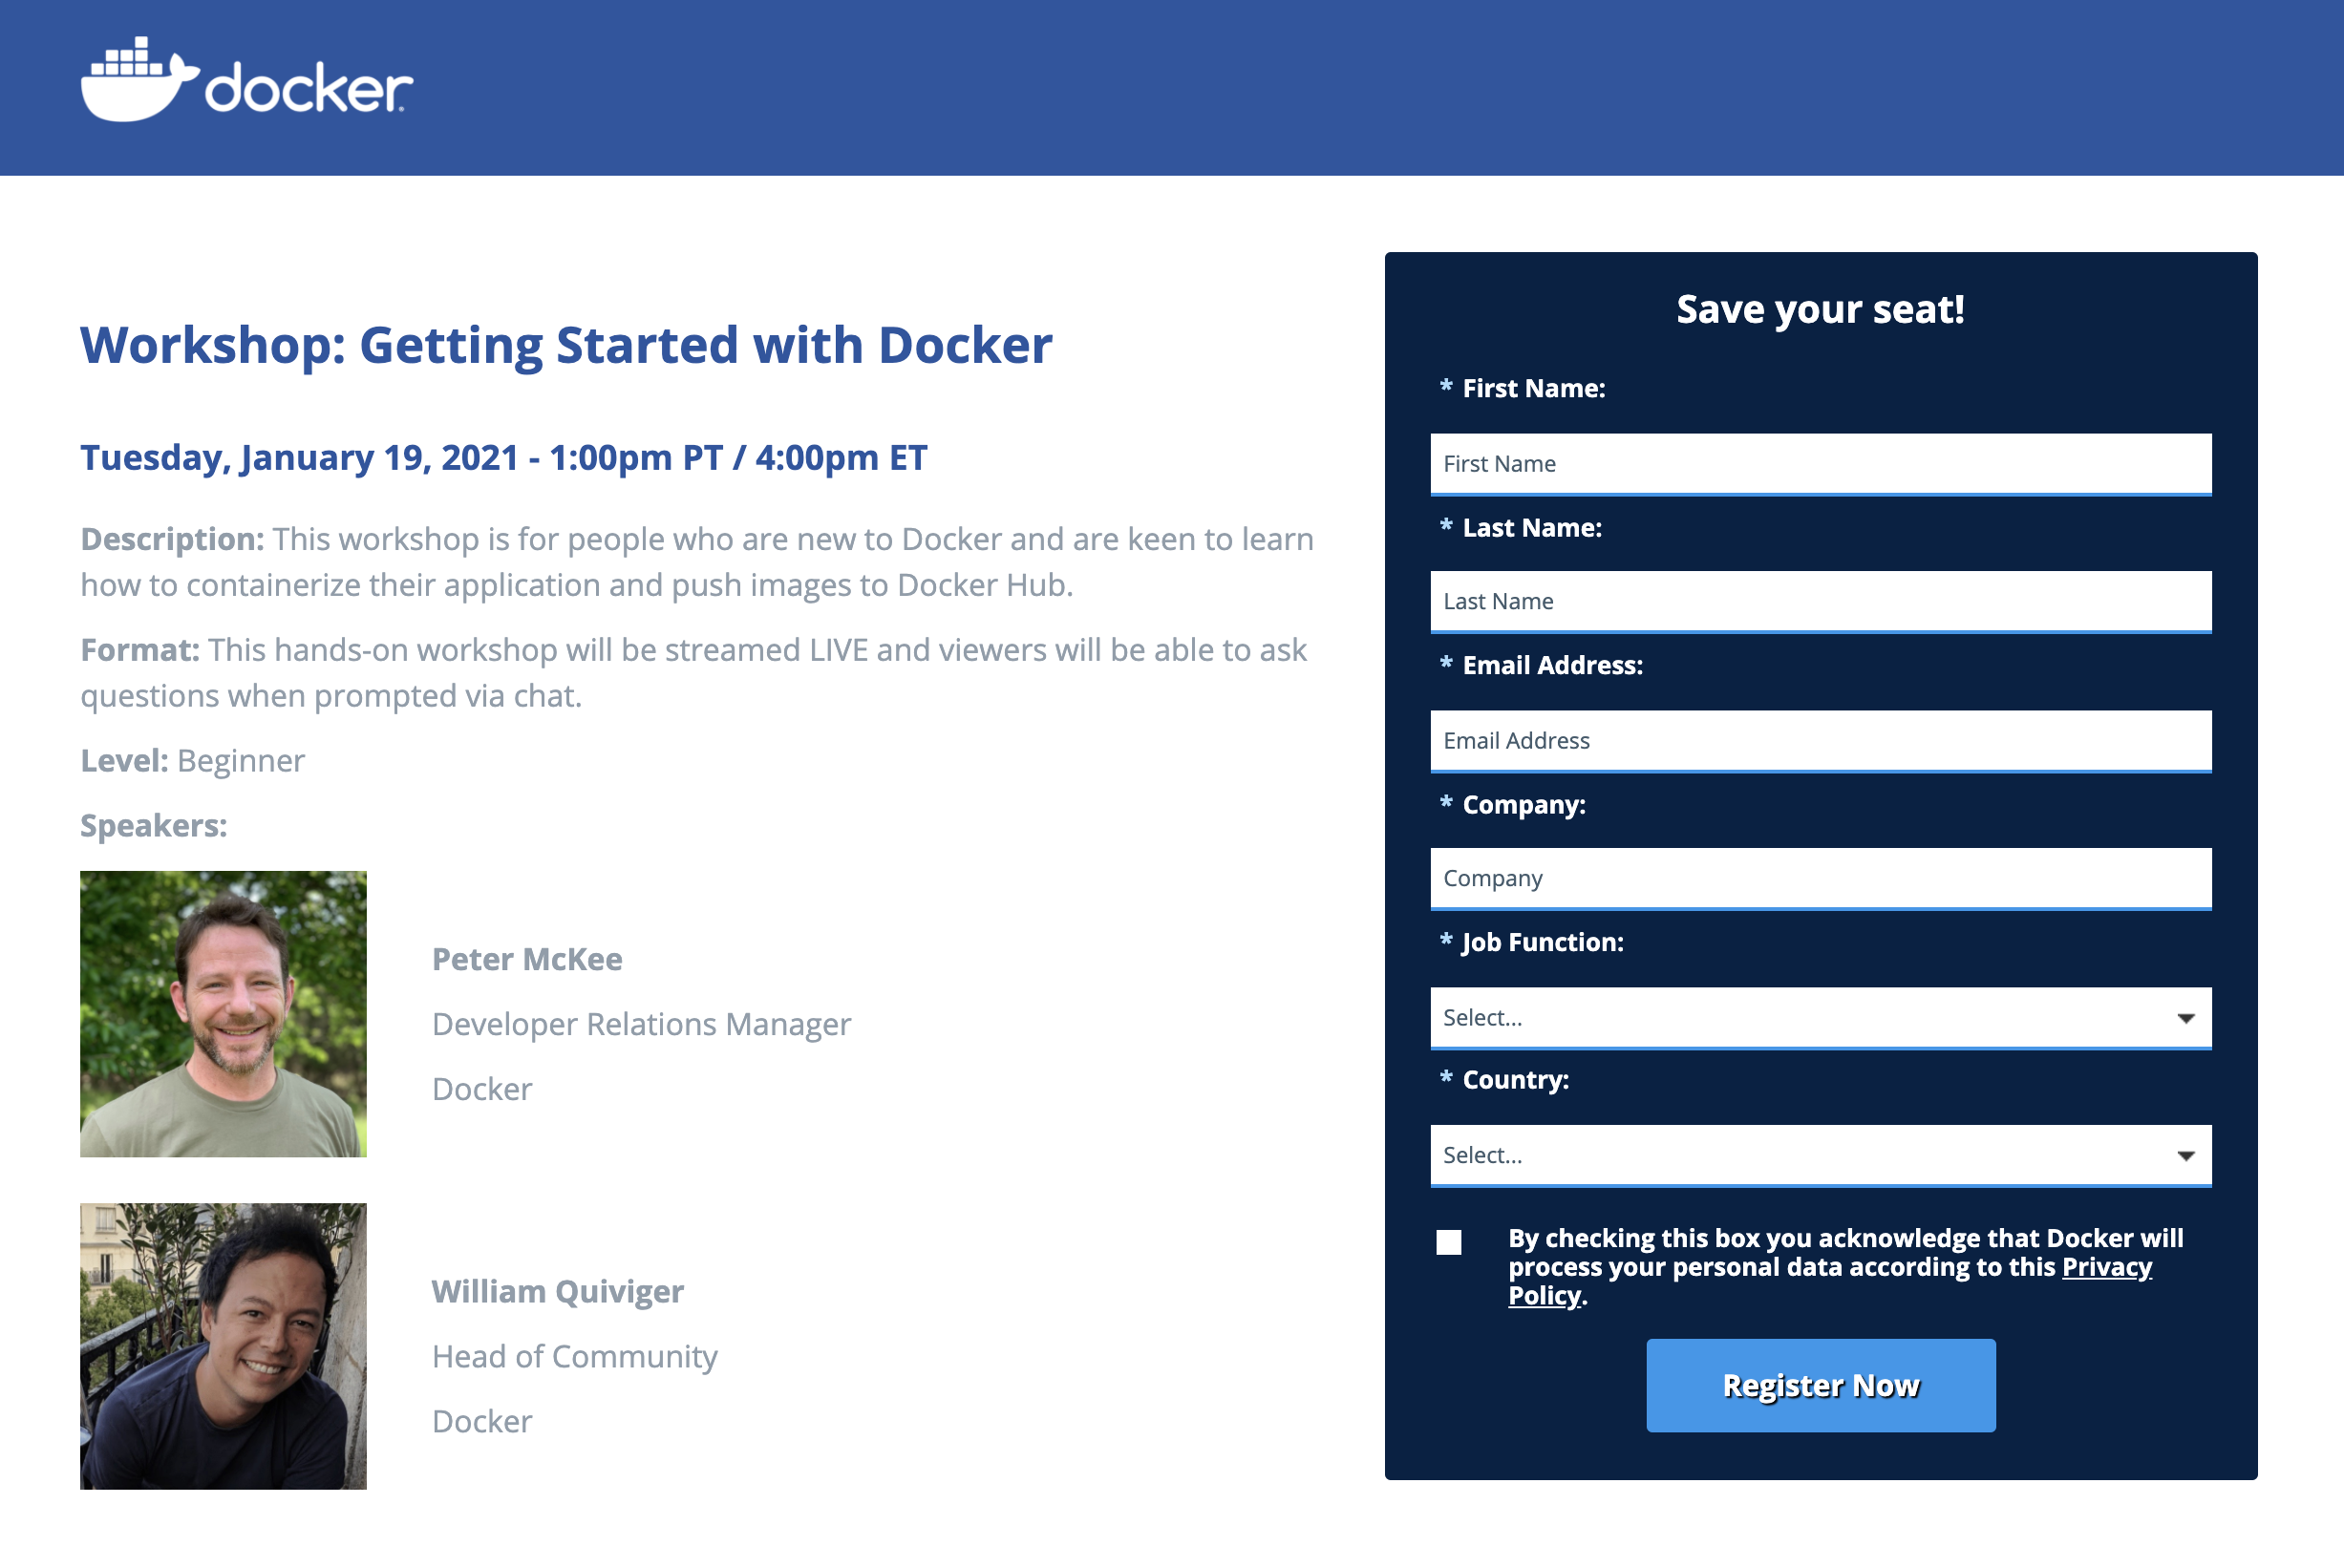 docker
Workshop: Getting Started with Docker
Tuesday, January 19, 2021 - 1:00pm PT / 4:00pm ET
Description: This workshop is for people who are new to Docker and are keen to learn
how to containerize their application and push images to Docker Hub.
Format: This hands-on workshop will be streamed LIVE and viewers will be able to ask
questions when prompted via chat.
Level: Beginner
Speakers:
Peter McKee
Developer Relations Manager
Docker
William Quiviger
Head of Community
Docker
Save your seat!
* First Name:
First Name
* Last Name:
Last Name
* Email Address:
Email Address
* Company:
Company
* Job Function:
Select...
* Country:
Select...
By checking this box you acknowledge that Docker will
process your personal data according to this Privacy
Policy.
Register Now